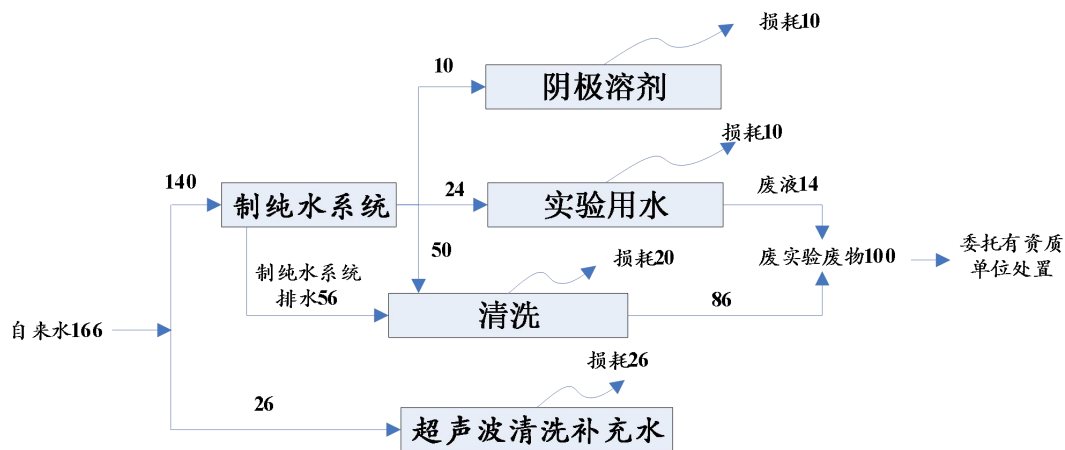 损耗10
10
阴极溶剂
损耗10
140
制纯水系统
24
实验用水
废液14
50
制纯水系统
排水56
损耗20
清洗
86
废实验废物100
委托有资质
单位处置
自来水166
损耗26
26
超声波清洗补充水